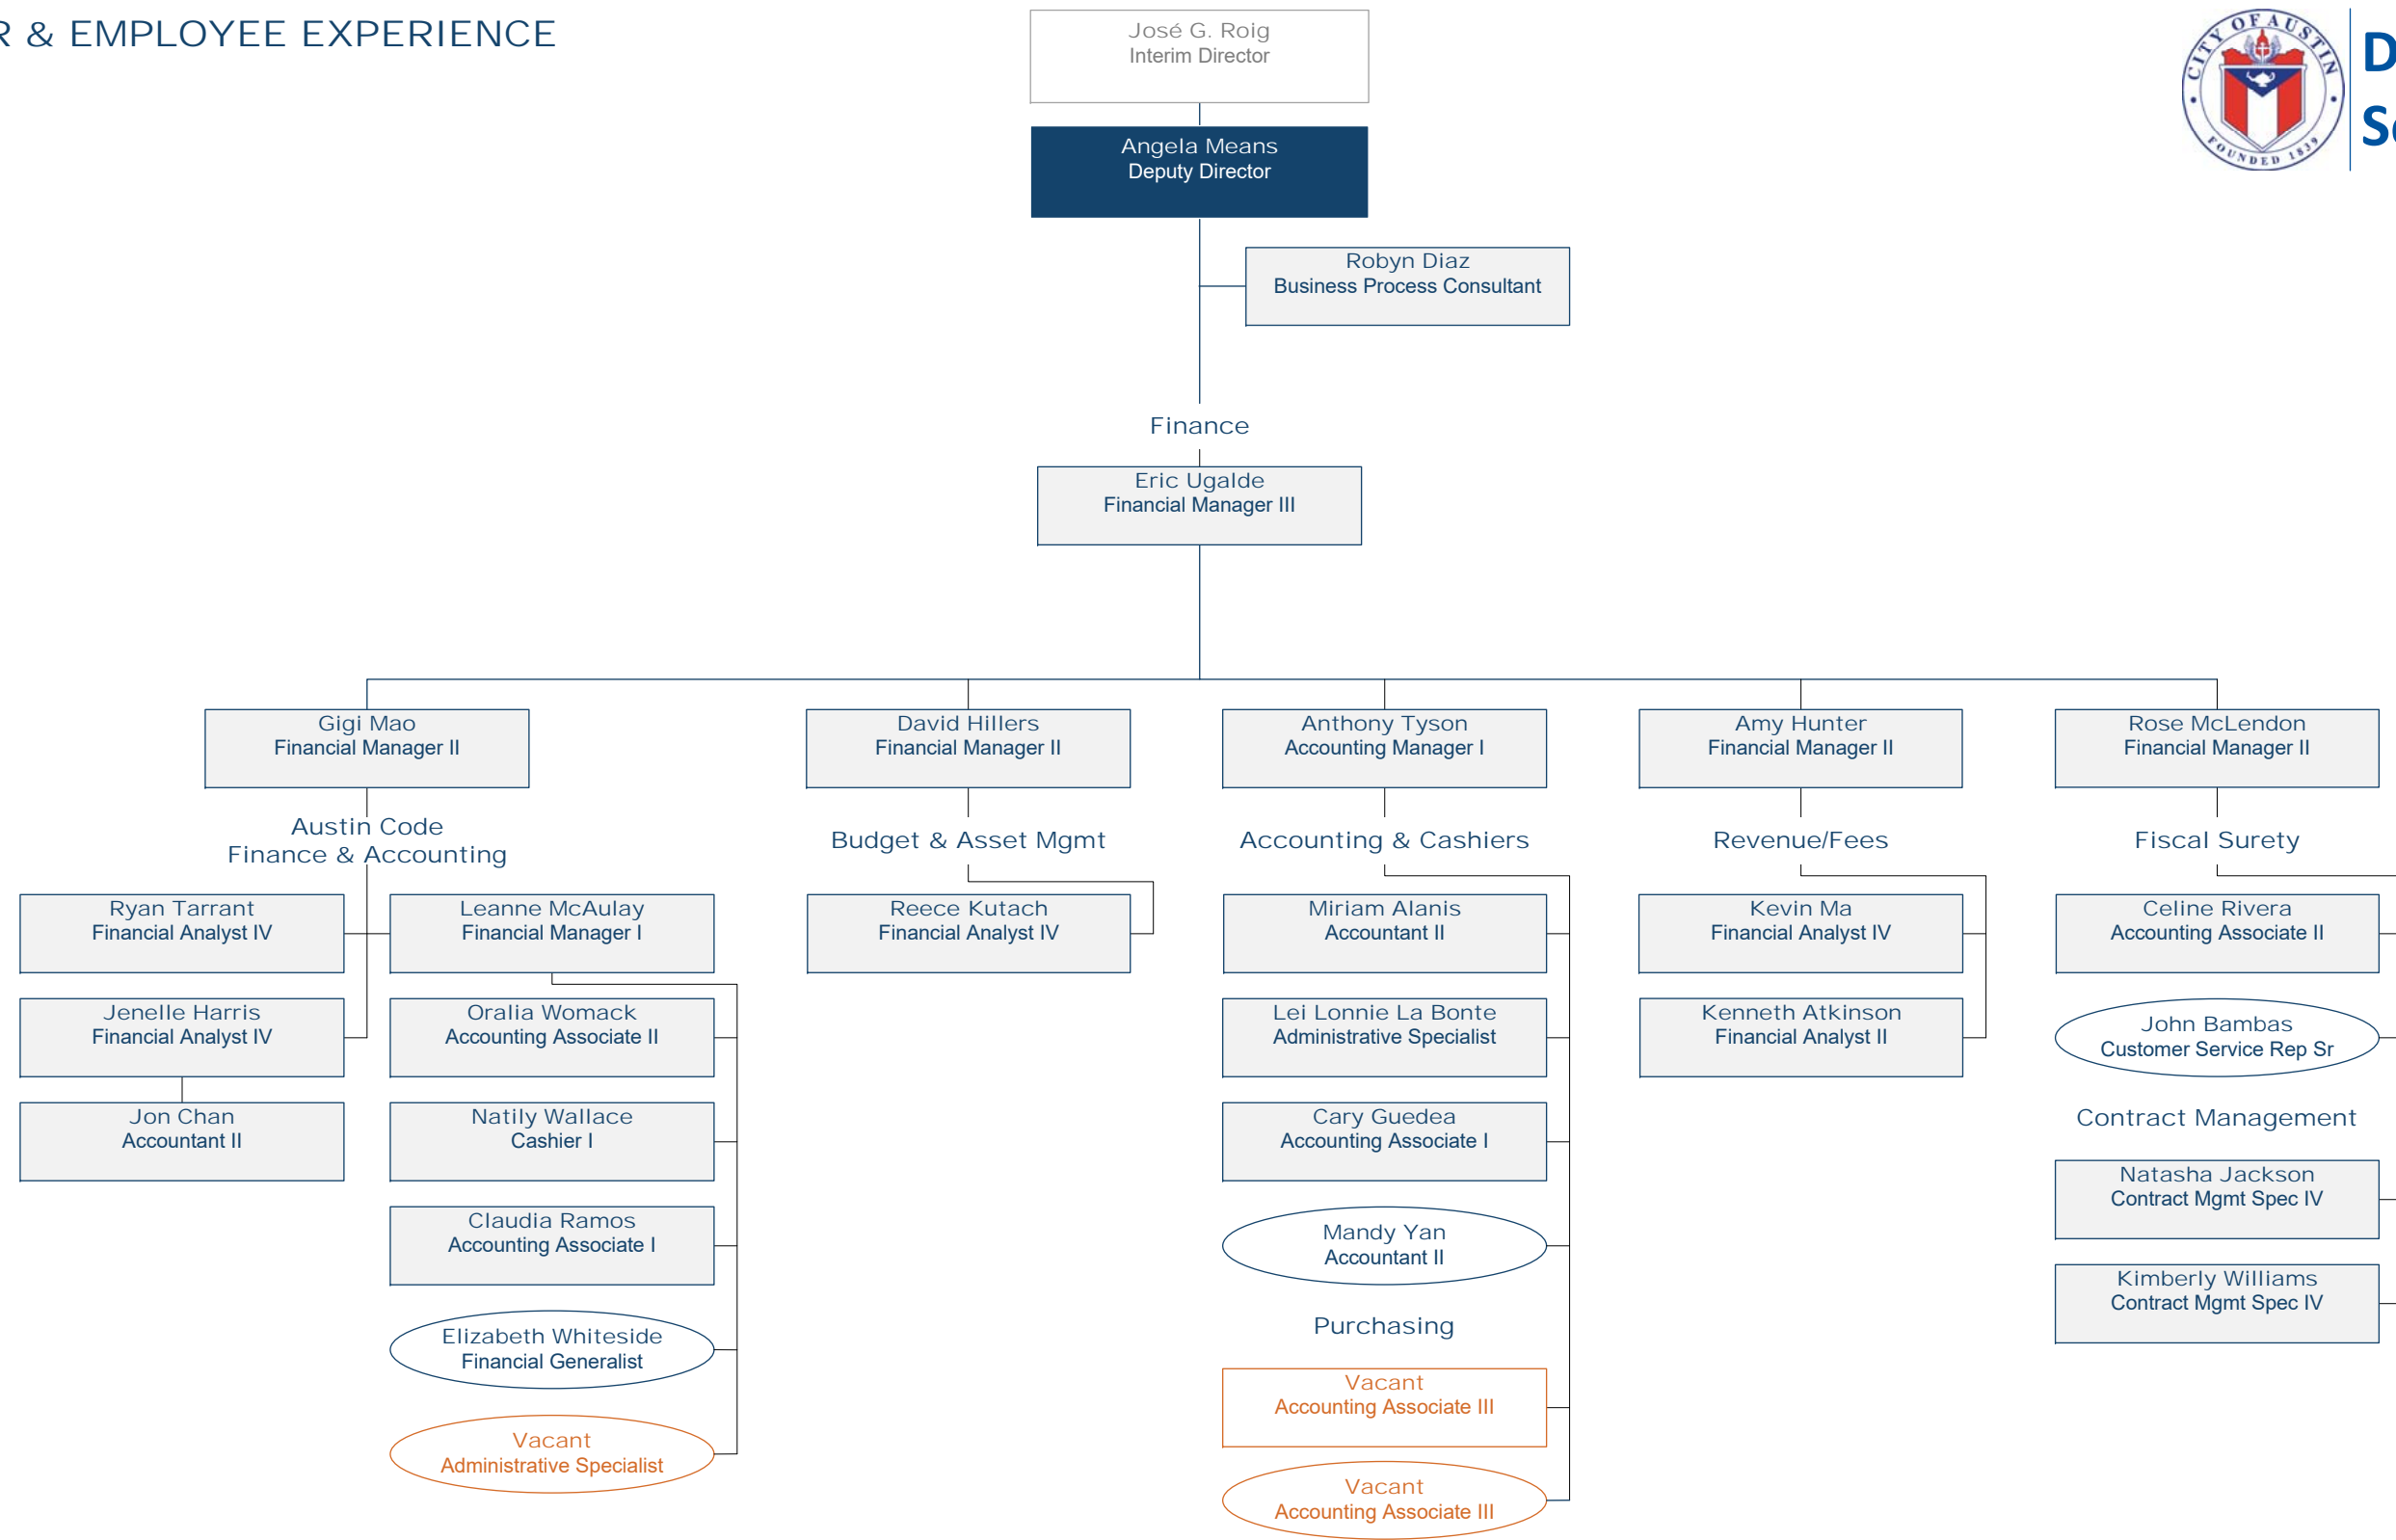 R & EMPLOYEE EXPERIENCE
José G. Roig
Interim Director
CITY OF AUSTIN
FOUNDED 1839
D
Se
Angela Means
Deputy Director
Robyn Diaz
Business Process Consultant
Finance
Eric Ugalde
Financial Manager III
Gigi Mao
Financial Manager II
David Hillers
Financial Manager II
Anthony Tyson
Accounting Manager I
Amy Hunter
Financial Manager II
Rose McLendon
Financial Manager II
Austin Code
Finance & Accounting
Budget & Asset Mgmt
Accounting & Cashiers
Revenue/Fees
Fiscal Surety
Ryan Tarrant
Financial Analyst IV
Leanne McAulay
Financial Manager I
Reece Kutach
Financial Analyst IV
Miriam Alanis
Accountant II
Kevin Ma
Financial Analyst IV
Celine Rivera
Accounting Associate II
Jenelle Harris
Financial Analyst IV
Oralia Womack
Accounting Associate II
Lei Lonnie La Bonte
Administrative Specialist
Kenneth Atkinson
Financial Analyst II
John Bambas
Customer Service Rep Sr
Jon Chan
Accountant II
Natily Wallace
Cashier I
Cary Guedea
Accounting Associate I
Contract Management
Natasha Jackson
Contract Mgmt Spec IV
Claudia Ramos
Accounting Associate I
Mandy Yan
Accountant II
Kimberly Williams
Contract Mgmt Spec IV
Elizabeth Whiteside
Financial Generalist
Purchasing
Vacant
Accounting Associate III
Vacant
Administrative Specialist
Vacant
Accounting Associate III